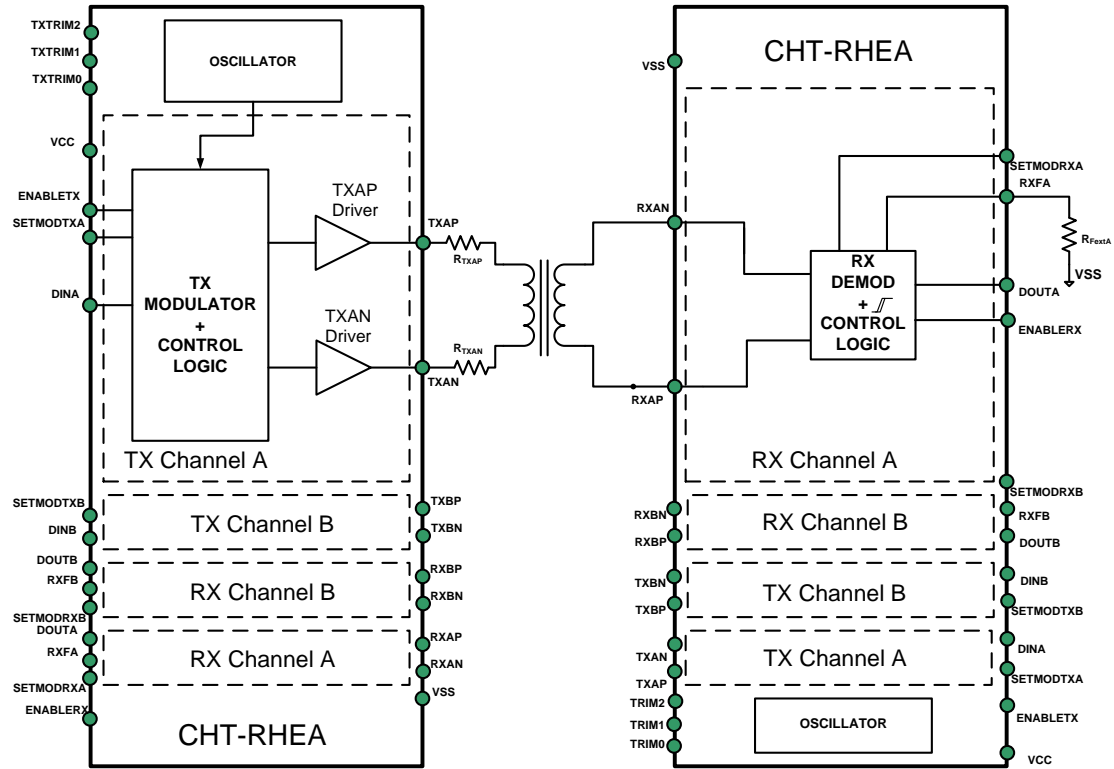 TXTRIM2
TXTRIM1
TXTRIM0
VCC
ENABLETX
SETMODTXA
DINA
OSCILLATOR
TX
MODULATOR
+
CONTROL
LOGIC
TXAP
Driver
TXAN
Driver
TX Channel A
TXAP
RTXAP
RTXAN
TXAN
SETMODTXB
DINB
TX Channel B
TXBP
TXBN
DOUTB
RXFB
SETMODRXB
RX Channel B
RXBP
RXBN
DOUTA
RXFA
SETMODRXA
RX Channel A
RXAP
RXAN
VSS
ENABLERX
CHT-RHEA
CHT-RHEA
VSS
RXAN
RXAP
RX
DEMOD
+
CONTROL
LOGIC
SETMODRXA
RXFA
RFextA
VSS
DOUTA
ENABLERX
RX Channel A
SETMODRXB
RXBN
RXBP
RX Channel B
RXFB
DOUTB
TXBN
TXBP
TX Channel B
DINB
SETMODTXB
TXAN
TXAP
TX Channel A
DINA
SETMODTXA
TRIM2
TRIM1
TRIM0
OSCILLATOR
ENABLETX
VCC